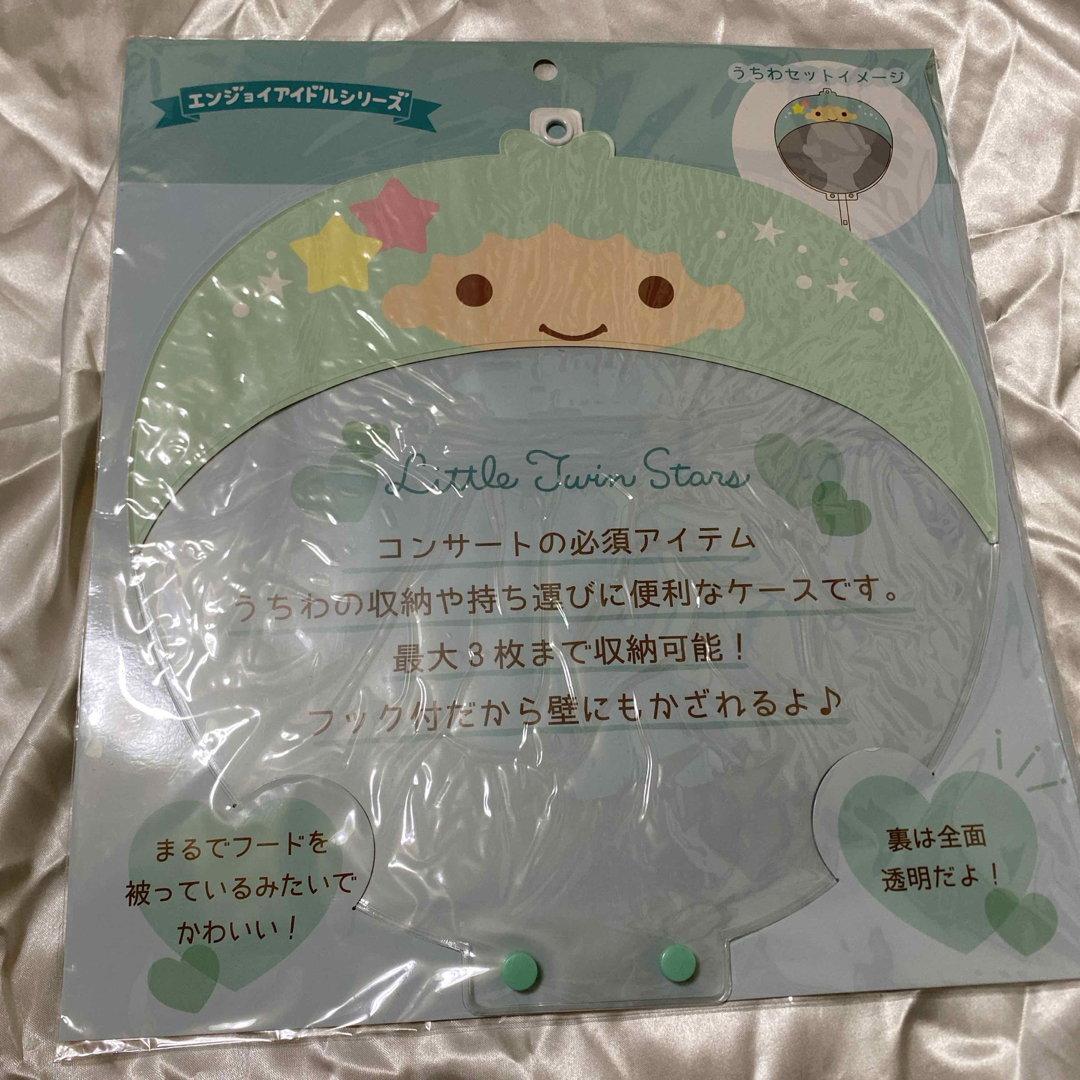 エンジョイアイドルシリーズ
うちわセットイメージ
Little Twin Stars
コンサートの必須アイテム
うちわの収納や持ち運びに便利なケースです。
最大3枚まで収納可能！
フック付だから壁にもかざれるよ♪
まるでフードを
被っているみたいで
かわいい！
裏は全面
透明だよ！